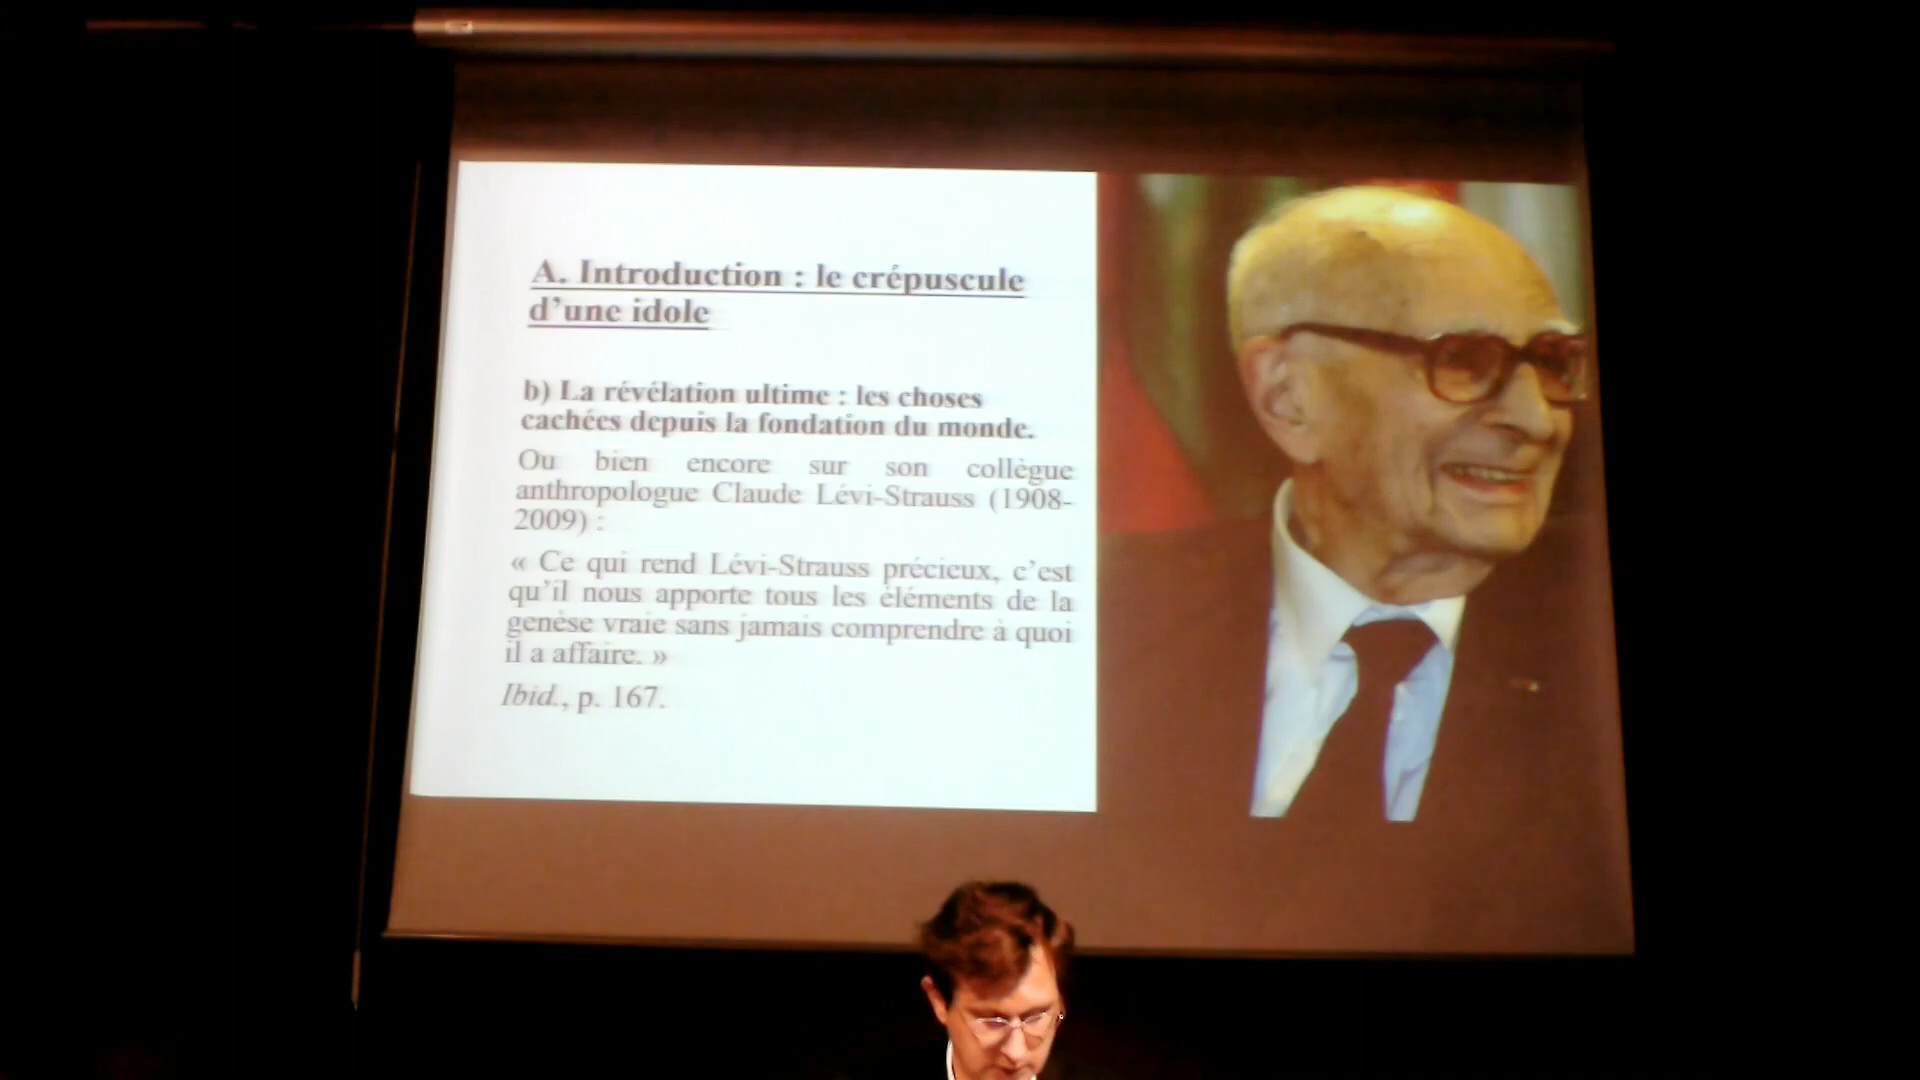 A. Introduction : le crépuscule
d’une idole
b) La révélation ultime : les choses
cachées depuis la fondation du monde.
Ou bien encore sur son collègue
anthropologue Claude Lévi-Strauss (1908-
2009) :
« Ce qui rend Lévi-Strauss précieux, c’est
qu’il nous apporte tous les éléments de la
genèse vraie sans jamais comprendre à quoi
il a affaire. »
Ibid., p. 167.